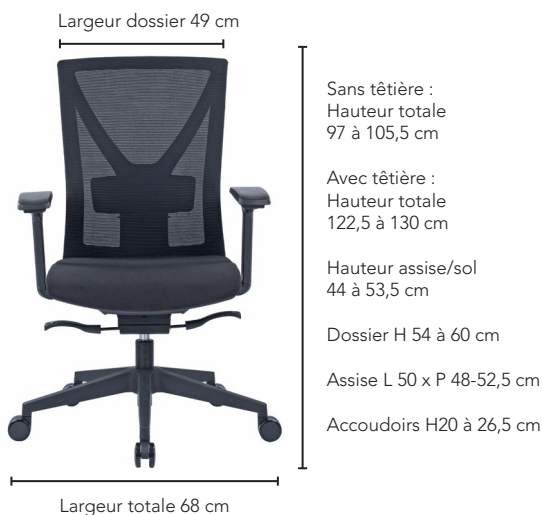 Largeur dossier 49 cm
Sans têtière :
Hauteur totale
97 à 105,5 cm
Avec têtière :
Hauteur totale
122,5 à 130 cm
Hauteur assise/sol
44 à 53,5 cm
Dossier H 54 à 60 cm
Assise L 50 x P 48-52,5 cm
Accoudoirs H20 à 26,5 cm
Largeur totale 68 cm